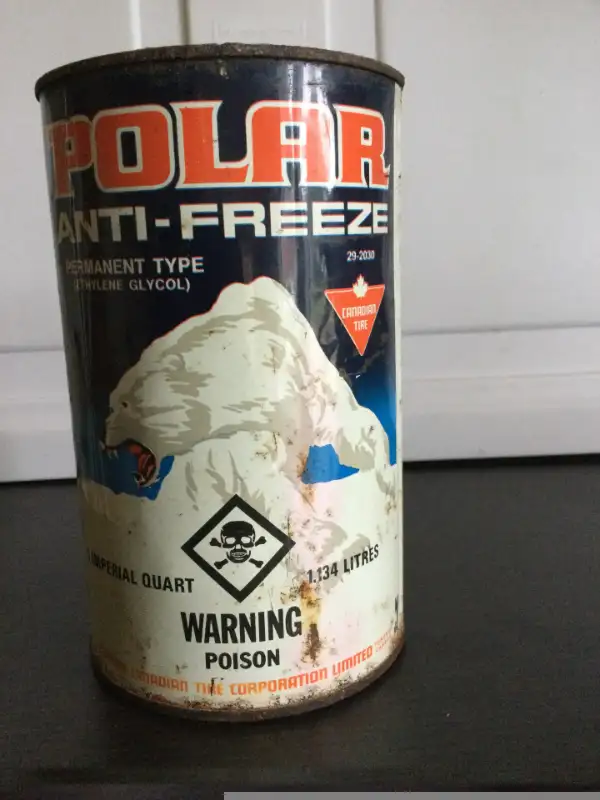 POLAR
ANTI-FREEZE
PERMANENT TYPE
(ETHYLENE GLYCOL)
29-2030
CANADIAN
TIRE
IMPERIAL QUART
1.134 LITRES
WARNING
POISON
CANADIAN TIRE CORPORATION LIMITED